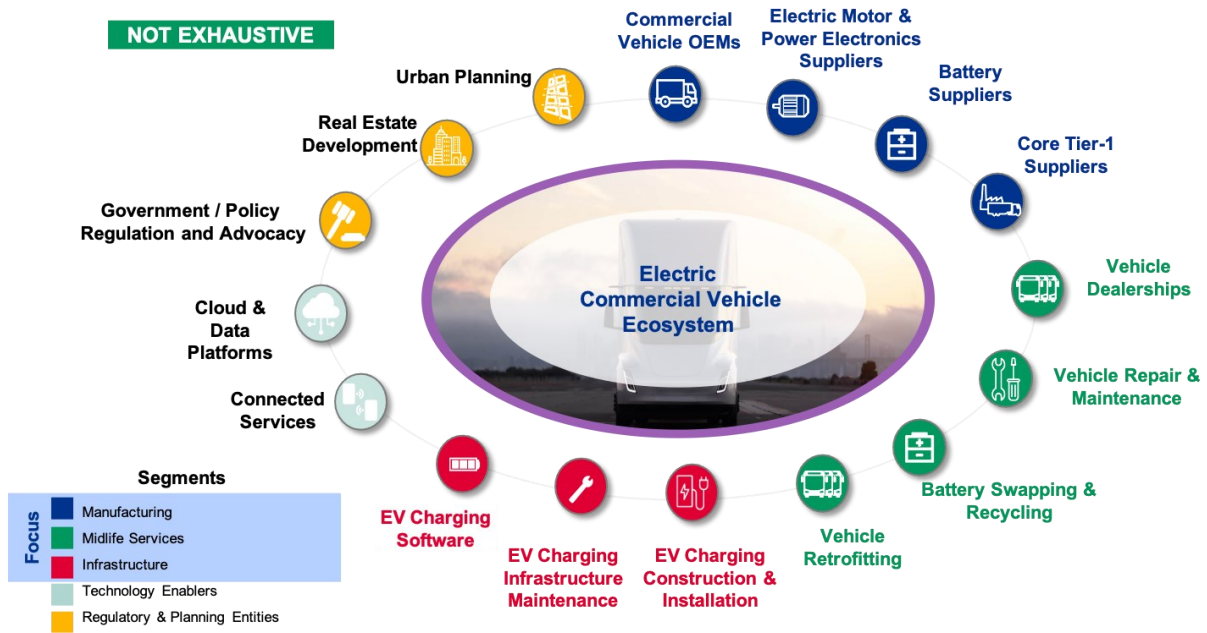 NOT EXHAUSTIVE
Commercial
Vehicle OEMs
Electric Motor &
Power Electronics
Suppliers
Battery
Suppliers
Core Tier-1
Suppliers
Vehicle
Dealerships
Vehicle Repair &
Maintenance
Battery Swapping &
Recycling
Vehicle
Retrofitting
EV Charging
Construction &
Installation
EV Charging
Infrastructure
Maintenance
EV Charging
Software
Connected
Services
Cloud &
Data
Platforms
Government / Policy
Regulation and Advocacy
Real Estate
Development
Urban Planning
Electric
Commercial Vehicle
Ecosystem
Segments
Focus
Manufacturing
Midlife Services
Infrastructure
Technology Enablers
Regulatory & Planning Entities